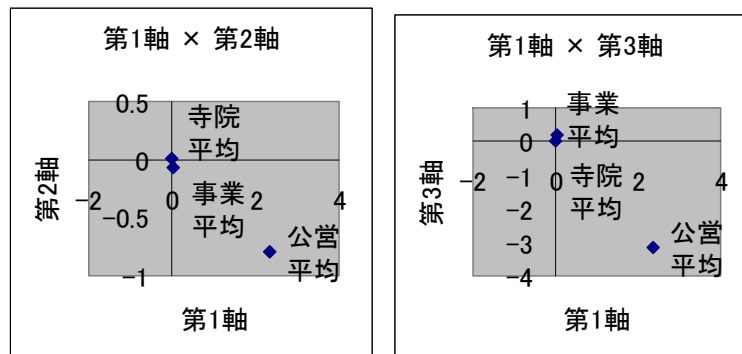 第1軸 × 第2軸
0.5
0
-0.5
-1
-2
0
2
4
寺院
平均
事業
平均
公営
平均
第2軸
第1軸
第1軸 × 第3軸
1
0
-1
-2
-3
-4
-2
0
2
4
事業
平均
寺院
平均
公営
平均
第3軸
第1軸